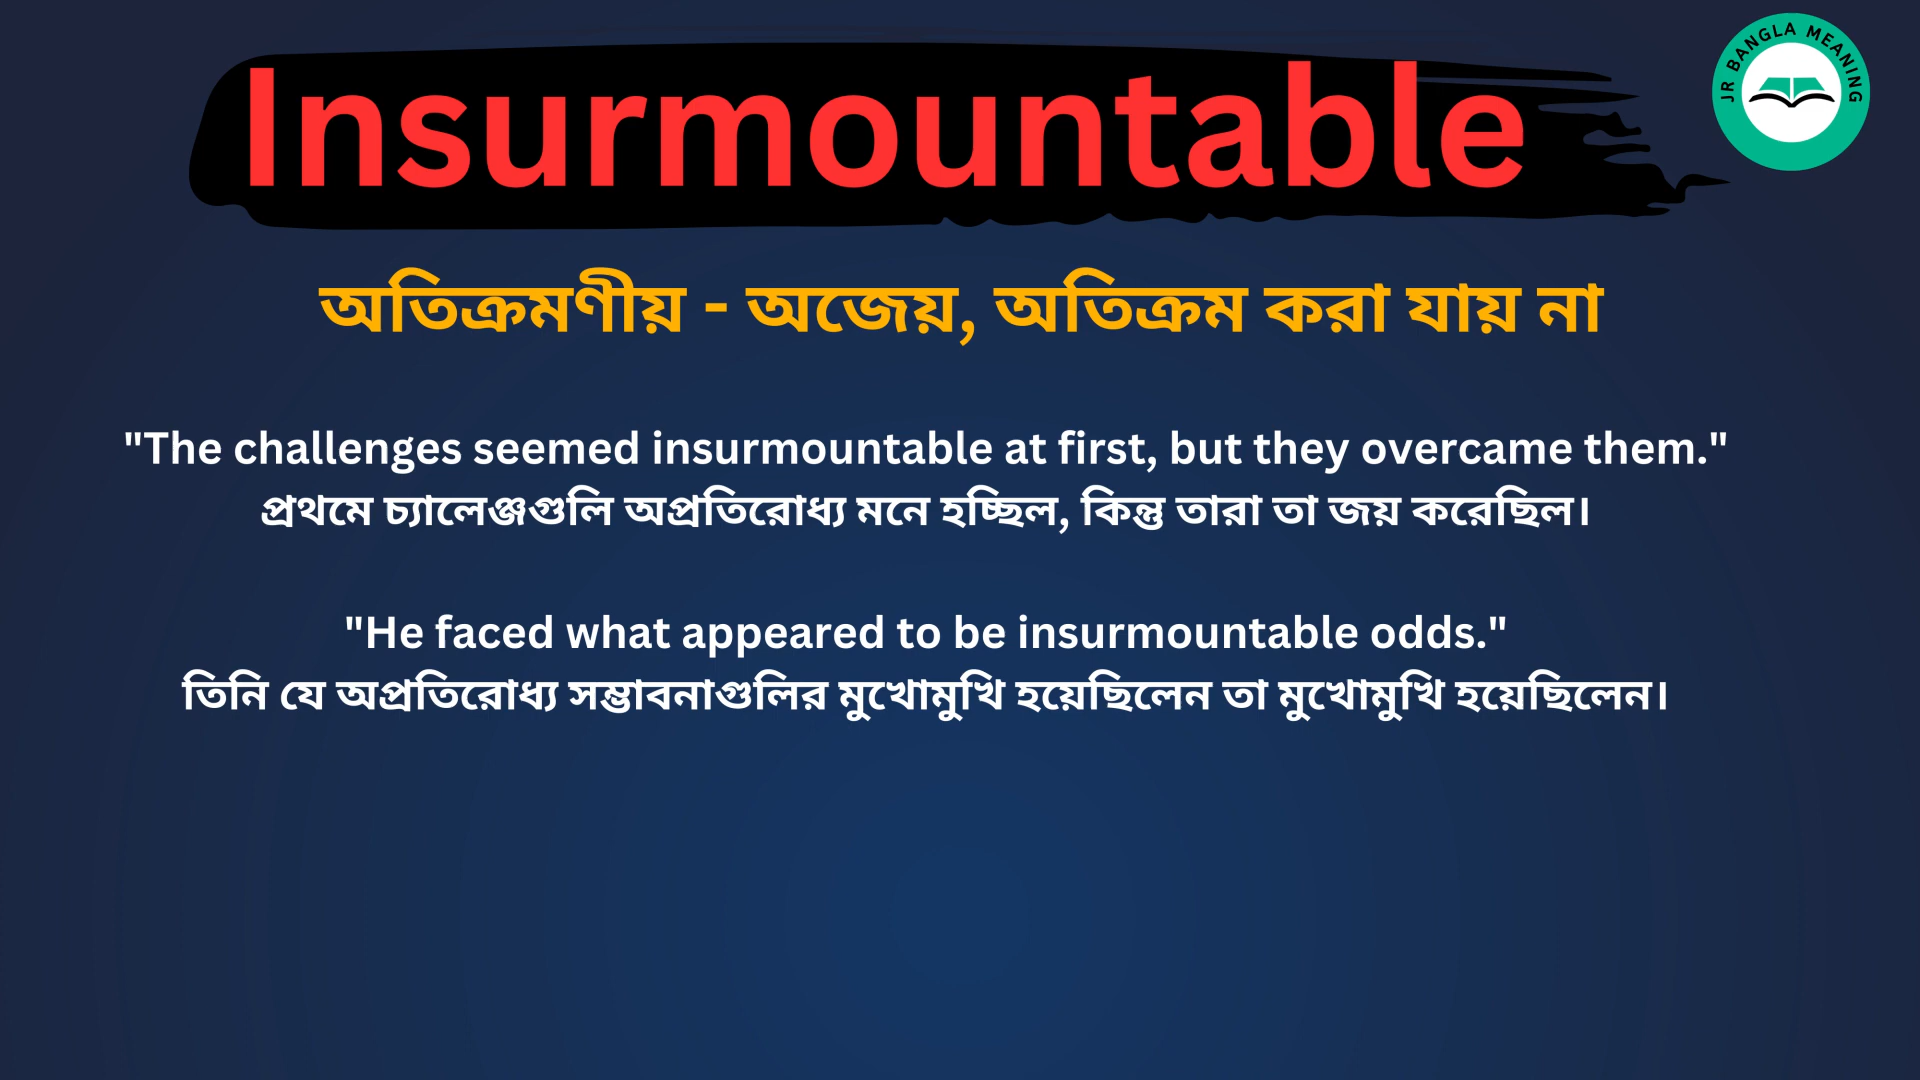 Insurmountable
JR BANGLA MEANING
অতিক্রমণীয় - অজেয়, অতিক্রম করা যায় না
"The challenges seemed insurmountable at first, but they overcame them."
প্রথমে চ্যালেঞ্জগুলি অপ্রতিরোধ্য মনে হচ্ছিল, কিন্তু তারা তা জয় করেছিল।
"He faced what appeared to be insurmountable odds."
তিনি যে অপ্রতিরোধ্য সম্ভাবনাগুলির মুখোমুখি হয়েছিলেন তা মুখোমুখি হয়েছিলেন।